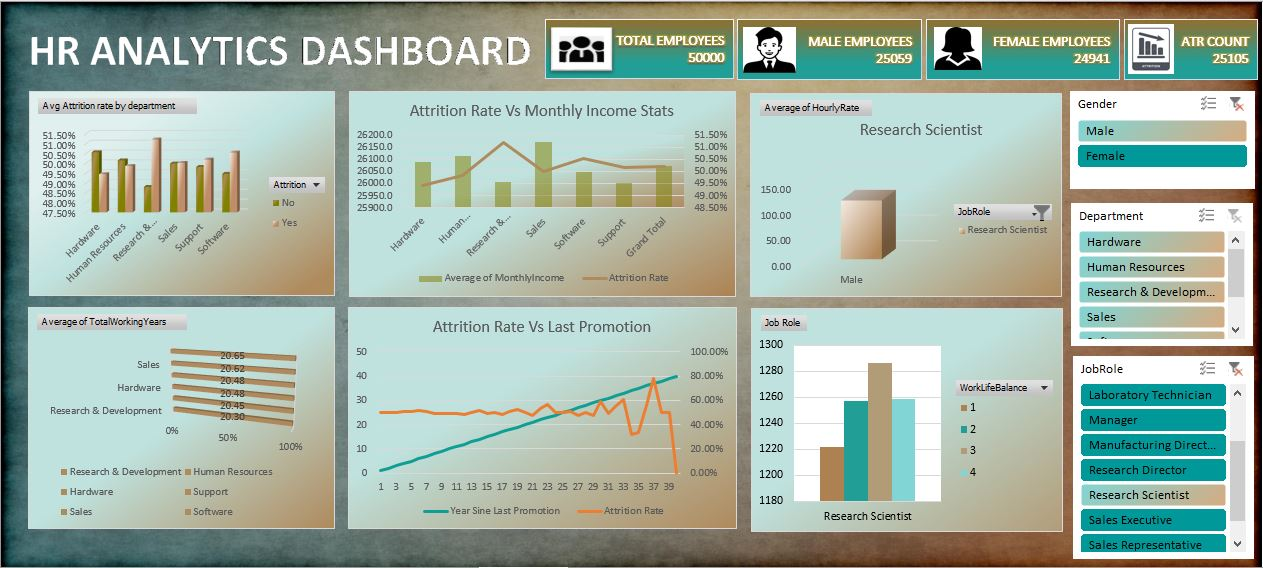 HR ANALYTICS DASHBOARD
TOTAL EMPLOYEES
50000
MALE EMPLOYEES
25059
FEMALE EMPLOYEES
24941
ATTRITION
ATR COUNT
25105
Avg Attrition rate by department
51.50%
51.00%
50.50%
50.00%
49.50%
49.00%
48.50%
48.00%
47.50%
Hardware
Human Resources
Research &...
Sales
Support
Software
Attrition
No
Yes
Attrition Rate Vs Monthly Income Stats
26200.0
26150.0
26100.0
26050.0
26000.0
25950.0
25900.0
51.50%
51.00%
50.50%
50.00%
49.50%
49.00%
48.50%
Hardware
Human...
Research &...
Sales
Software
Support
Grand Total
Average of MonthlyIncome
Attrition Rate
Average of HourlyRate
Research Scientist
150.00
100.00
50.00
0.00
Male
JobRole
Research Scientist
Gender
Male
Female
Department
Hardware
Human Resources
Research & Developm...
Sales
Average of TotalWorkingYears
Sales
Hardware
Research & Development
20.65
20.62
20.48
20.48
20.45
20.30
0%
50%
100%
Research & Development
Human Resources
Hardware
Support
Sales
Software
Attrition Rate Vs Last Promotion
50
40
30
20
10
0
100.00%
80.00%
60.00%
40.00%
20.00%
0.00%
1 3 5 7 9 11 13 15 17 19 21 23 25 27 29 31 33 35 37 39
Year Sine Last Promotion
Attrition Rate
Job Role
1300
1280
1260
1240
1220
1200
1180
Research Scientist
WorkLifeBalance
1
2
3
4
JobRole
Laboratory Technician
Manager
Manufacturing Direct...
Research Director
Research Scientist
Sales Executive
Sales Representative